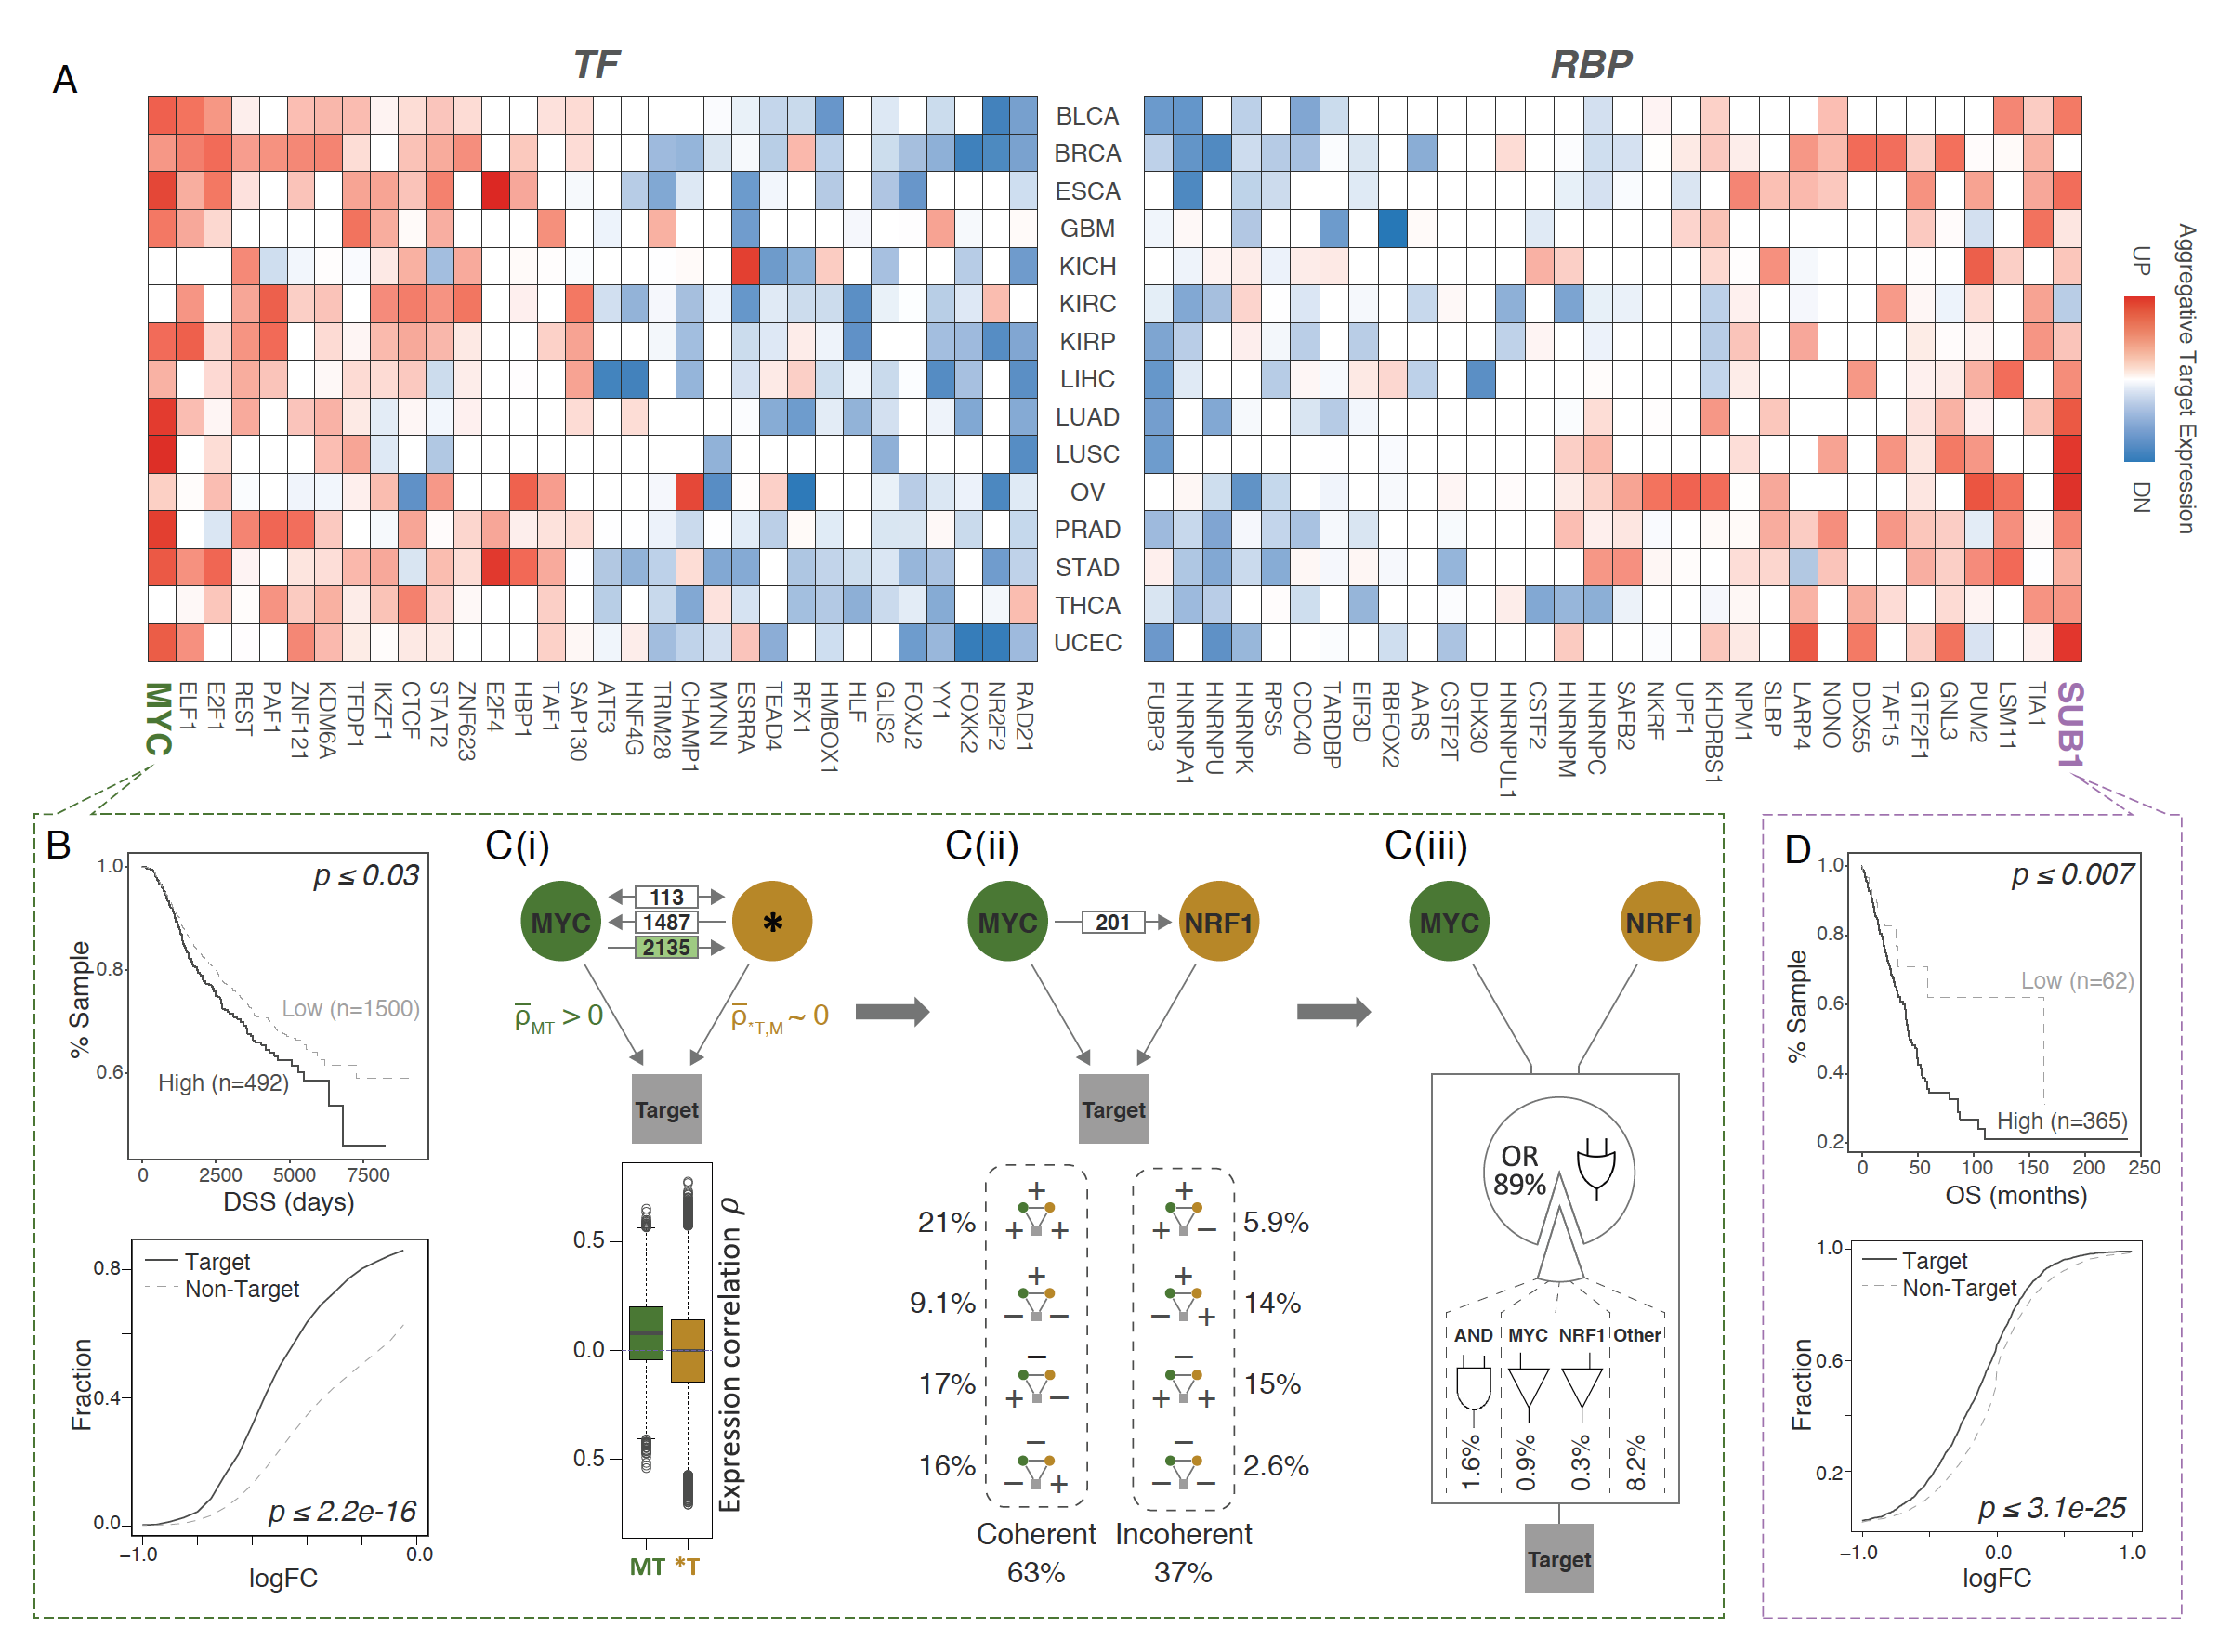 A
TF
RBP
BLCA
BRCA
ESCA
GBM
KICH
KIRC
KIRP
LIHC
LUAD
LUSC
OV
PRAD
STAD
THCA
UCEC
UP
DN
Aggregative Target Expression
MYC
ELF1
E2F1
REST
PAF1
ZNF121
KDM6A
TFDP1
IKZF1
CTCF
STAT2
ZNF623
E2F4
HBP1
TAF1
SAP130
ATF3
HNF4G
TRIM28
CHAMP1
MYNN
ESRRA
TEAD4
RFX1
HMBOX1
HLF
GLIS2
FOXJ2
YY1
FOXK2
NR2F2
RAD21
FUBP3
HNRNPA1
HNRNPU
HNRNPK
RPS5
CDC40
TARDBP
EIF3D
RBFOX2
AARS
CSTF2T
DHX30
HNRNPUL1
CSTF2
HNRNPM
HNRNPC
SAFB2
NKRF
UPF1
KHDRBS1
NPM1
SLBP
LARP4
NONO
DDX55
TAF15
GTF2F1
GNL3
PUM2
LSM11
TIA1
SUB1
B
p ≤ 0.03
1.0
0.8
0.6
% Sample
Low (n=1500)
High (n=492)
0 2500 5000 7500
DSS (days)
Target
Non-Target
0.8
0.4
0.0
Fraction
p ≤ 2.2e-16
−1.0 0.0
logFC
C(i)
MYC
113
1487
2135
*
ρ̅MT > 0
ρ̅*T,M ~ 0
Target
0.5
0.0
0.5
Expression correlation ρ
MT *T
C(ii)
MYC
201
NRF1
Target
21%
+
+ +
5.9%
+
+ −
9.1%
+
− −
14%
+
− +
17%
−
+ −
15%
−
+ +
16%
−
− +
2.6%
−
− −
Coherent
63%
Incoherent
37%
C(iii)
MYC
NRF1
OR
89%
AND MYC NRF1 Other
1.6% 0.9% 0.3% 8.2%
Target
D
p ≤ 0.007
1.0
0.8
0.6
0.4
0.2
% Sample
Low (n=62)
High (n=365)
0 50 100 150 200 250
OS (months)
Target
Non-Target
1.0
0.6
0.2
Fraction
p ≤ 3.1e-25
−1.0 0.0 1.0
logFC